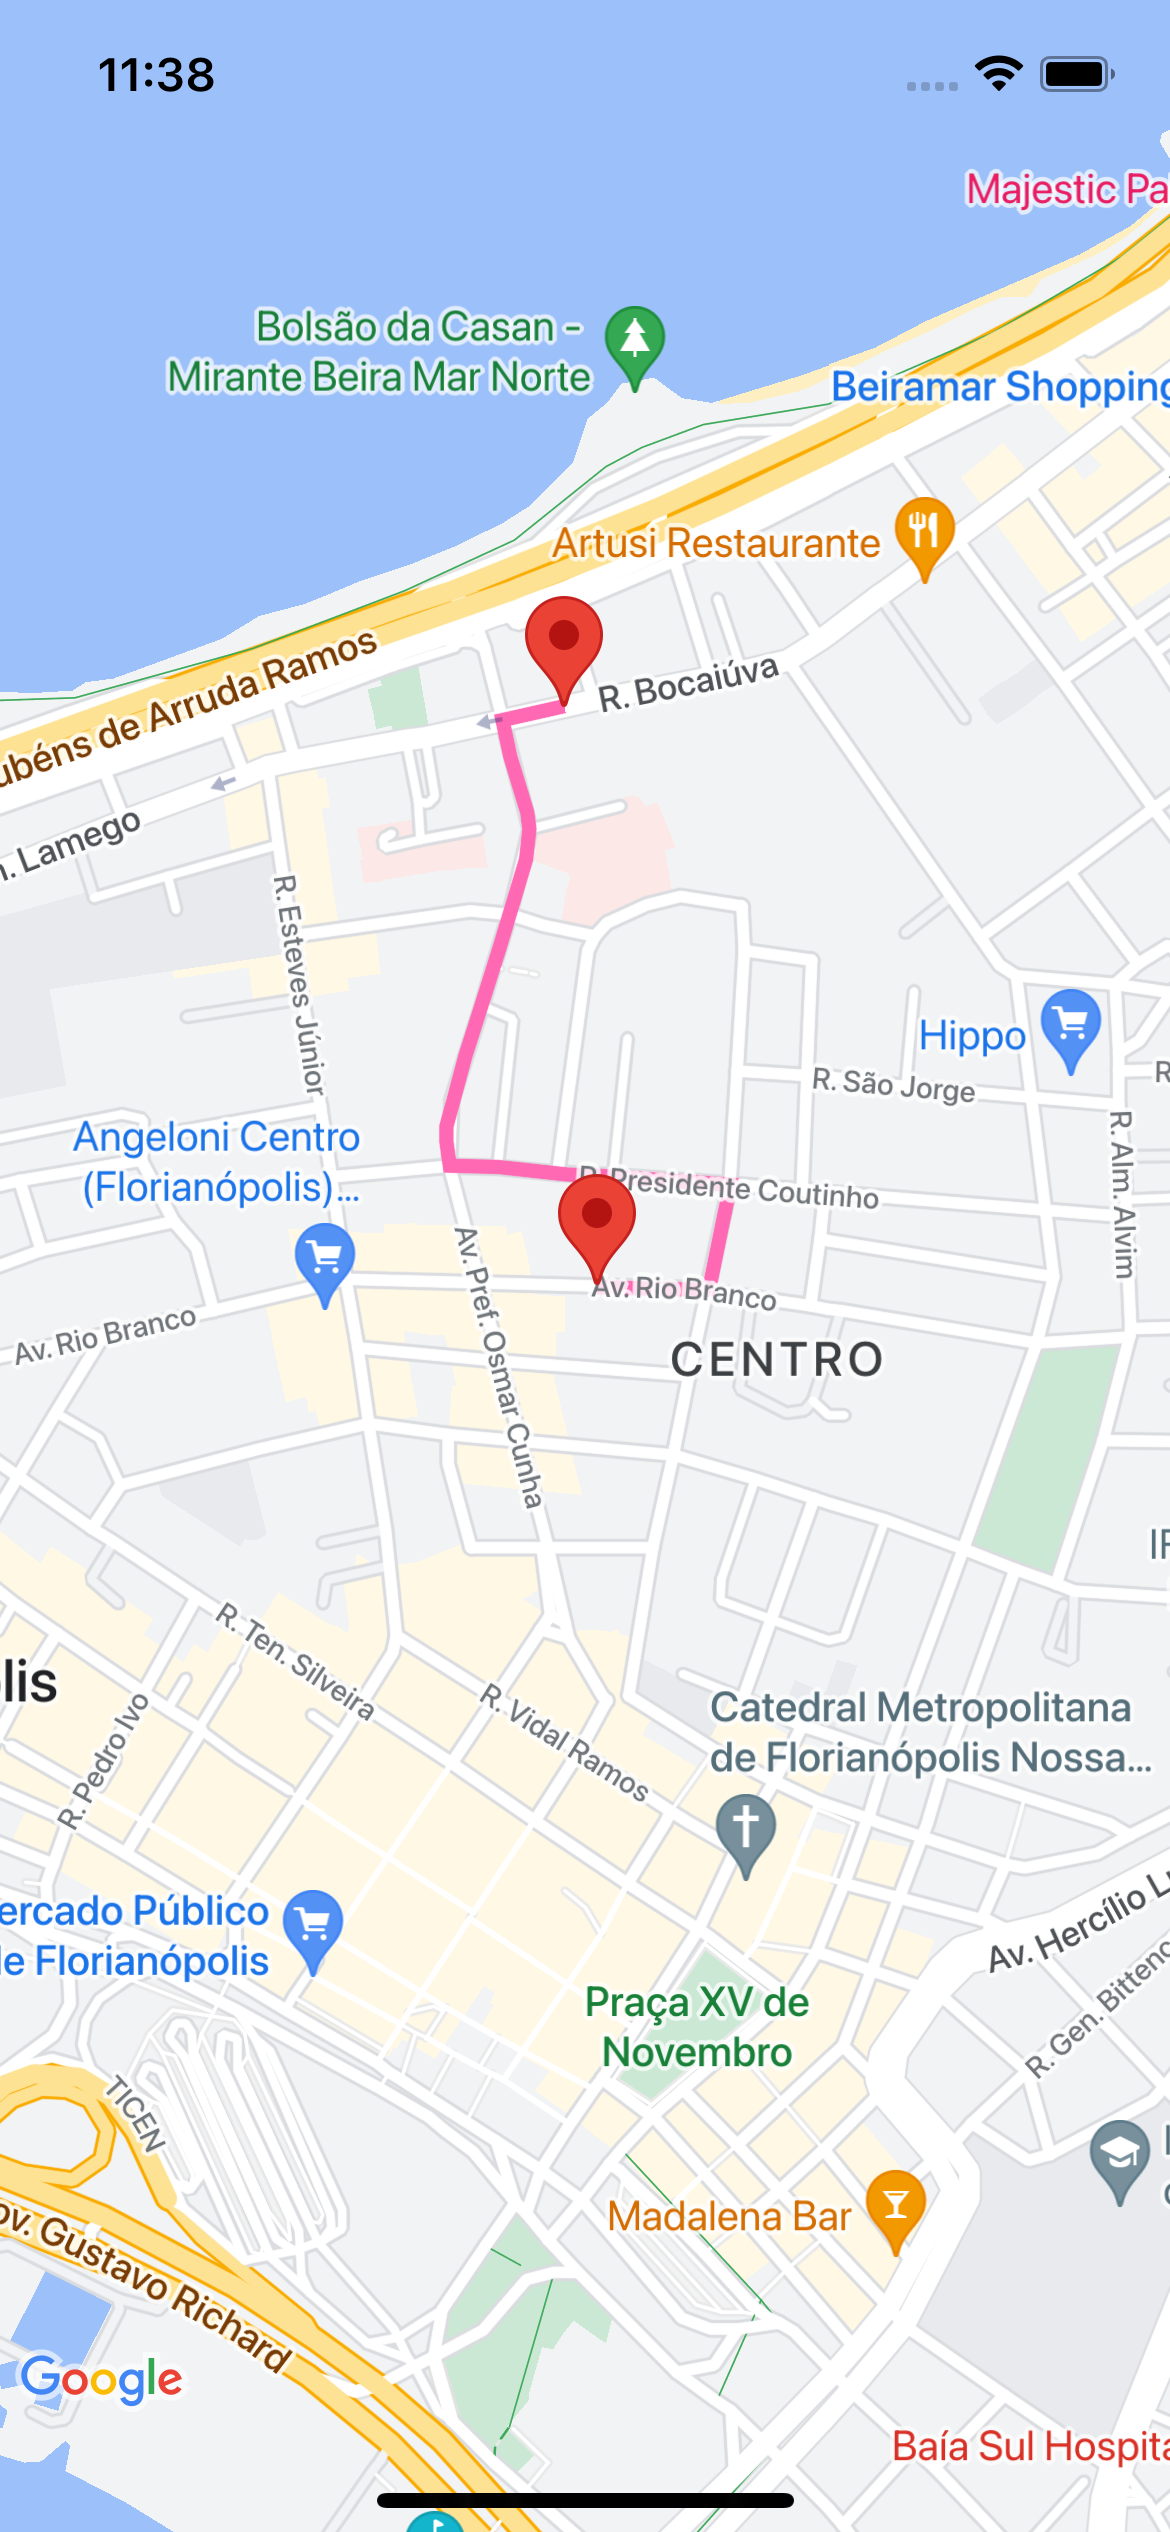 11:38
Majestic Pa
Bolsão da Casan -
Mirante Beira Mar Norte
Beiramar Shopping
Artusi Restaurante
ubéns de Arruda Ramos
R. Bocaiúva
n. Lamego
R. Esteves Júnior
Hippo
R. São Jorge
R
R. Alm. Alvim
Angeloni Centro
(Florianópolis)...
R. Presidente Coutinho
Av. Pref. Osmar Cunha
Av. Rio Branco
Av. Rio Branco
CENTRO
IF
R. Ten. Silveira
lis
R. Vidal Ramos
R. Pedro Ivo
Catedral Metropolitana
de Florianópolis Nossa...
ercado Público
de Florianópolis
Av. Hercílio Lu
R. Gen. Bittenc
Praça XV de
Novembro
TICEN
Madalena Bar
ov. Gustavo Richard
Google
Baía Sul Hospita